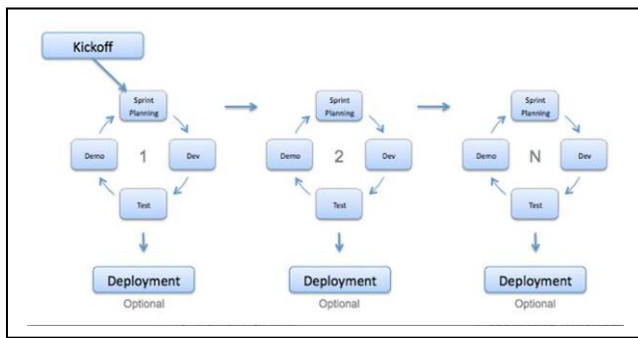 Kickoff
Sprint
Planning
Demo
1
Dev
Test
Deployment
Optional
Sprint
Planning
Demo
2
Dev
Test
Deployment
Optional
Sprint
Planning
Demo
N
Dev
Test
Deployment
Optional